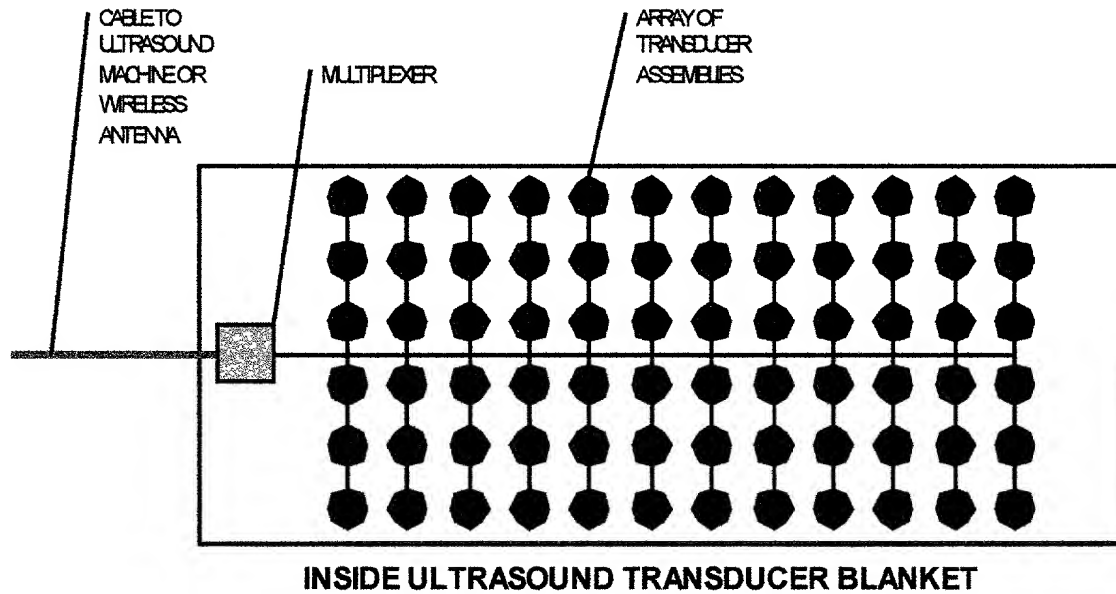 CABLE TO
ULTRASOUND
MACHINE OR
WIRELESS
ANTENNA
MULTIPLEXER
ARRAY OF
TRANSDUCER
ASSEMBLIES
INSIDE ULTRASOUND TRANSDUCER BLANKET